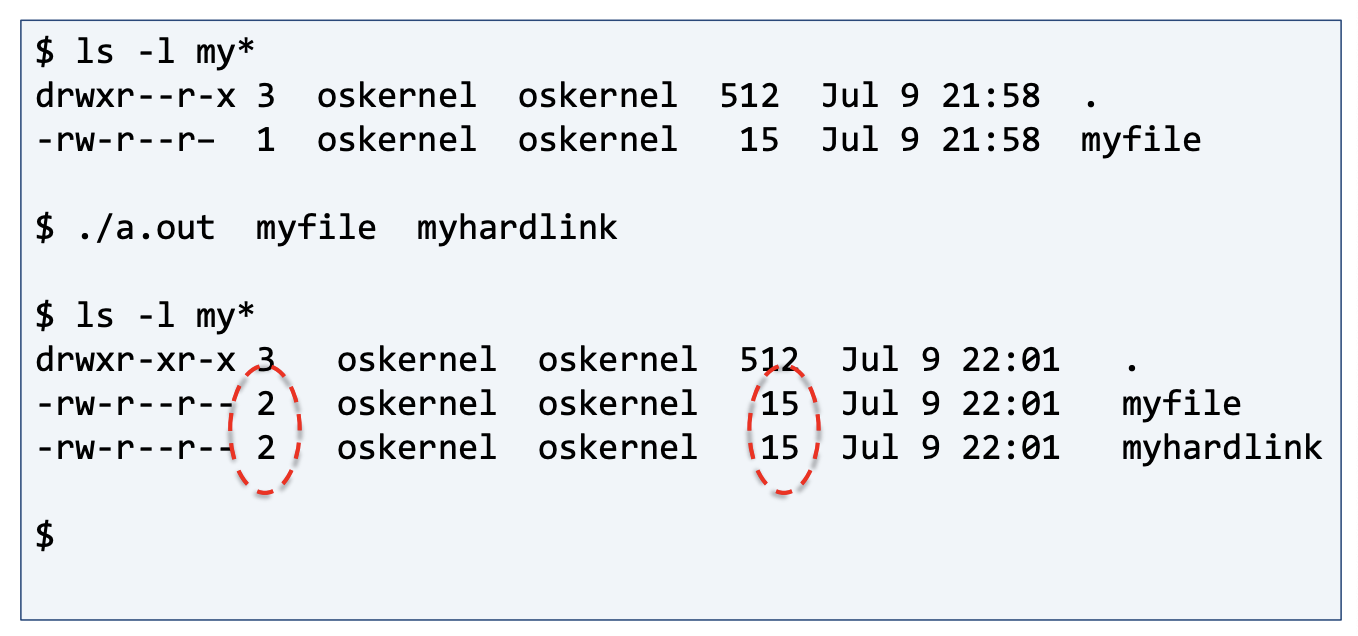 $ ls -l my*
drwxr--r-x 3  oskernel  oskernel  512  Jul 9 21:58  .
-rw-r--r–  1  oskernel  oskernel   15  Jul 9 21:58  myfile
$ ./a.out  myfile  myhardlink
$ ls -l my*
drwxr-xr-x 3   oskernel  oskernel  512  Jul 9 22:01   .
-rw-r--r-- 2   oskernel  oskernel   15  Jul 9 22:01   myfile
-rw-r--r-- 2   oskernel  oskernel   15  Jul 9 22:01   myhardlink
$